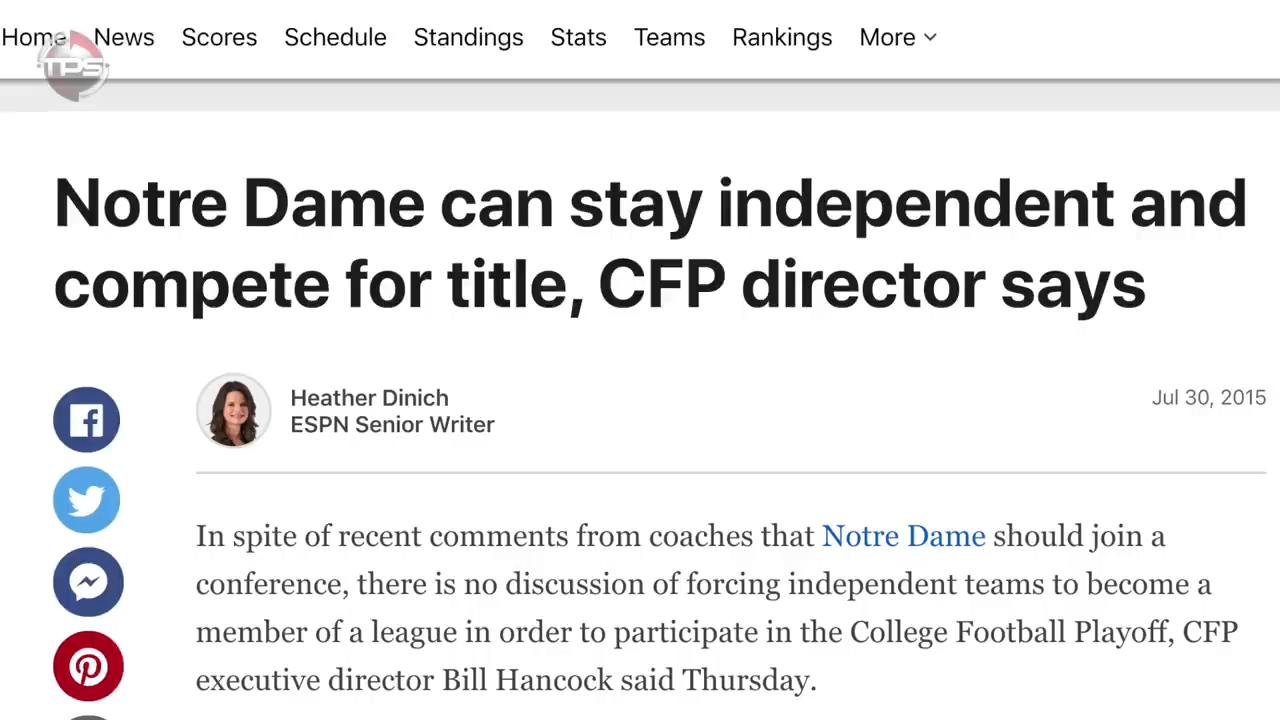 Home News Scores Schedule Standings Stats Teams Rankings More
TPS
Notre Dame can stay independent and
compete for title, CFP director says
Heather Dinich
ESPN Senior Writer
Jul 30, 2015
In spite of recent comments from coaches that Notre Dame should join a
conference, there is no discussion of forcing independent teams to become a
member of a league in order to participate in the College Football Playoff, CFP
executive director Bill Hancock said Thursday.